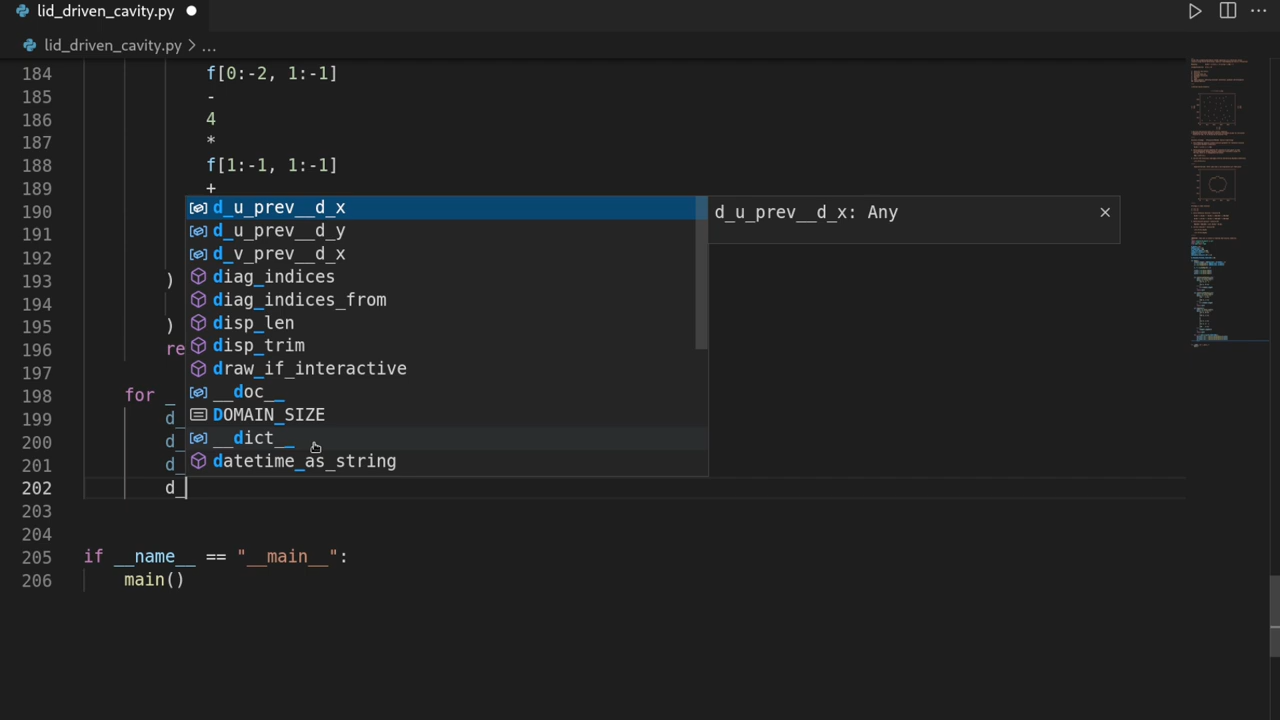 lid_driven_cavity.py
lid_driven_cavity.py > ...
184 f[0:-2, 1:-1]
185 -
186 4
187 *
188 f[1:-1, 1:-1]
189 +
190 d_u_prev__d_x d_u_prev__d_x: Any
191 d_u_prev__d_y
192 d_v_prev__d_x
193 ) diag_indices
194 diag_indices_from
195 ) disp_len
196 re disp_trim
197 draw_if_interactive
198 for _ __doc__
199 d_ DOMAIN_SIZE
200 d_ __dict__
201 d_ datetime_as_string
202 d_
203
204
205 if __name__ == "__main__":
206 main()